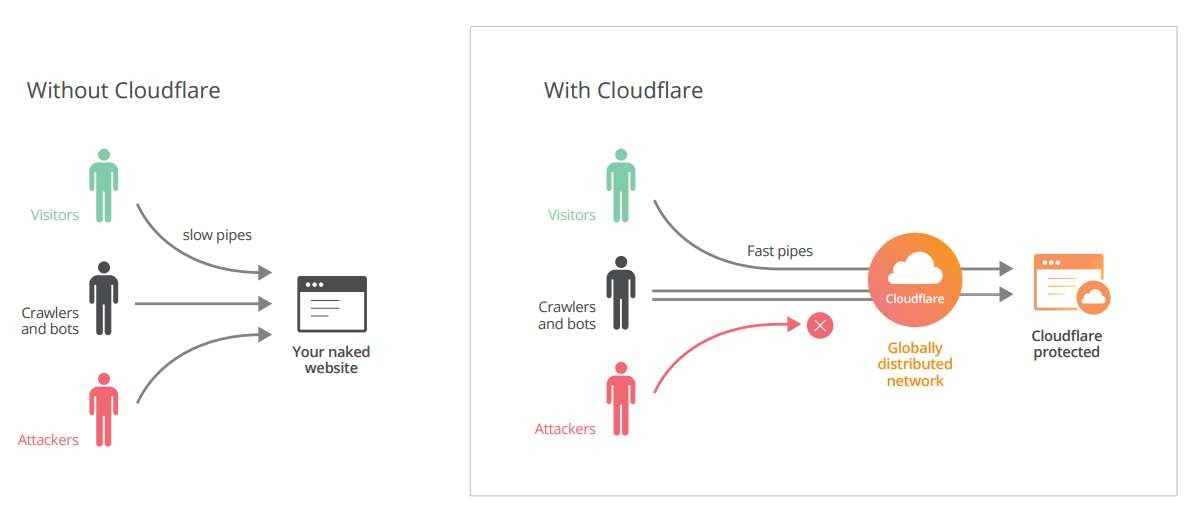 Without Cloudflare
Visitors
slow pipes
Crawlers
and bots
Your naked
website
Attackers
With Cloudflare
Visitors
Fast pipes
Crawlers
and bots
Cloudflare
Globally
distributed
network
Cloudflare
protected
Attackers